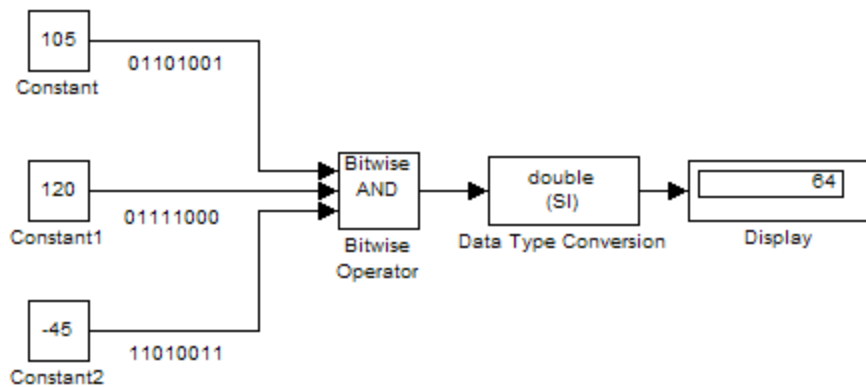 105
01101001
Constant
120
01111000
Constant1
-45
11010011
Constant2
Bitwise
AND
Bitwise
Operator
double
(SI)
Data Type Conversion
64
Display